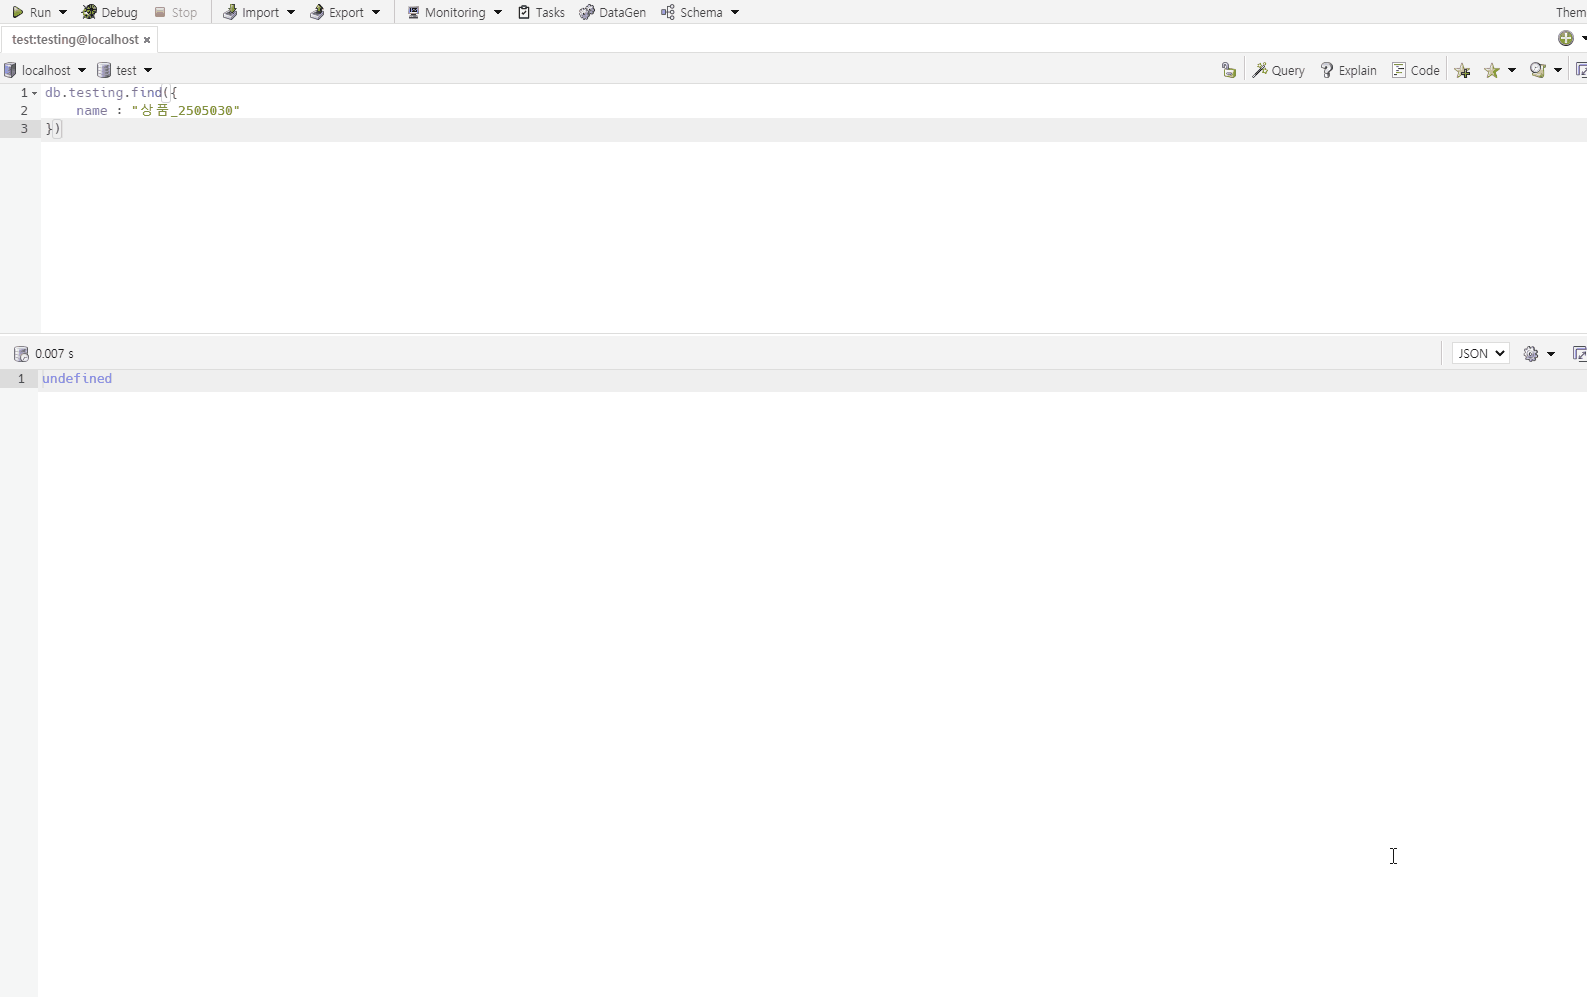 Run Debug Stop Import Export Monitoring Tasks DataGen Schema Them
test:testing@localhost ×
localhost test Query Explain Code
1 db.testing.find({
2 name : "상품_2505030"
3 })
0.007 s JSON
1 undefined